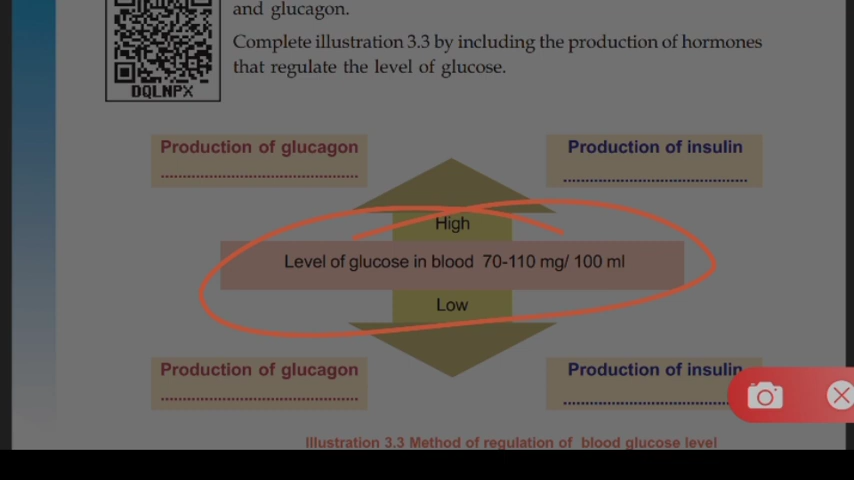 and glucagon.
Complete illustration 3.3 by including the production of hormones
that regulate the level of glucose.
DQLNPX
Production of glucagon
Production of insulin
High
Level of glucose in blood 70-110 mg/ 100 ml
Low
Production of glucagon
Production of insulin
Illustration 3.3 Method of regulation of blood glucose level